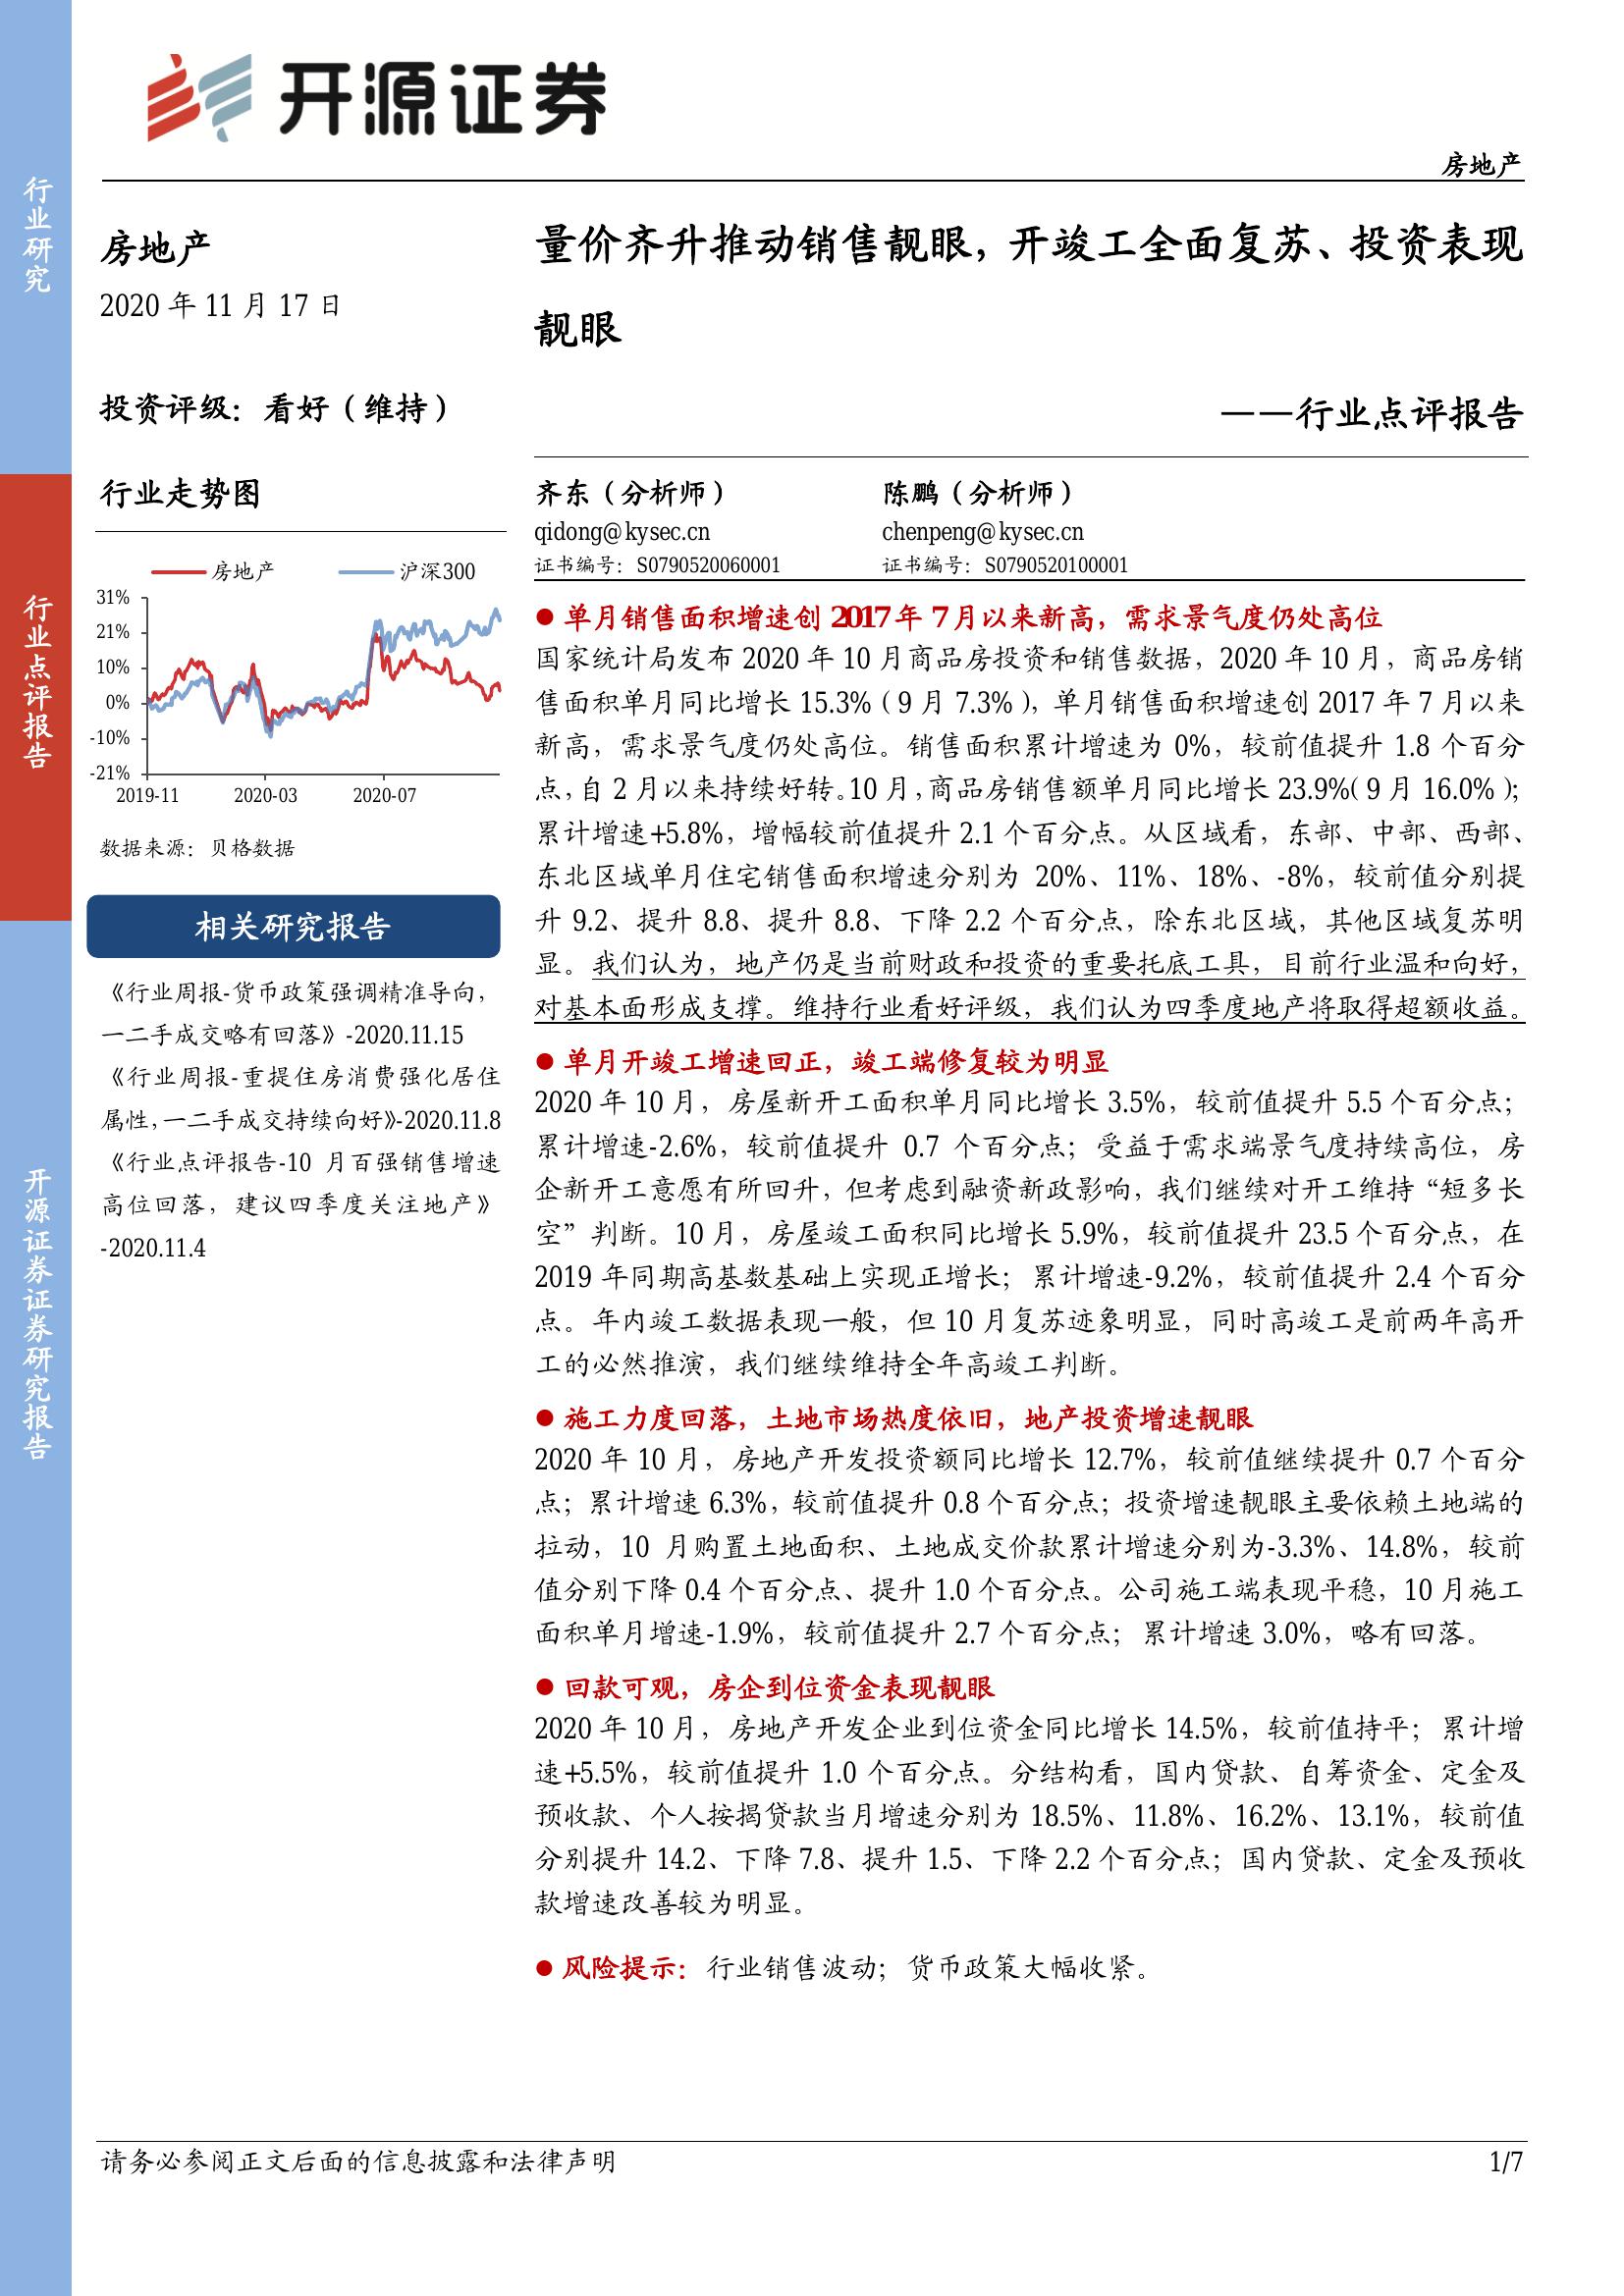 开源证券
房地产
行业研究
行业点评报告
开源证券证券研究报告
房地产
2020 年 11 月 17 日
投资评级：看好（维持）
行业走势图
房地产 沪深300
31%
21%
10%
0%
-10%
-21%
2019-11 2020-03 2020-07
数据来源：贝格数据
相关研究报告
《行业周报-货币政策强调精准导向，
一二手成交略有回落》-2020.11.15
《行业周报-重提住房消费强化居住
属性，一二手成交持续向好》-2020.11.8
《行业点评报告-10 月百强销售增速
高位回落，建议四季度关注地产》
-2020.11.4
量价齐升推动销售靓眼，开竣工全面复苏、投资表现
靓眼
——行业点评报告
齐东（分析师） 陈鹏（分析师）
qidong@kysec.cn chenpeng@kysec.cn
证书编号：S0790520060001 证书编号：S0790520100001
● 单月销售面积增速创 2017 年 7 月以来新高，需求景气度仍处高位
国家统计局发布 2020 年 10 月商品房投资和销售数据，2020 年 10 月，商品房销
售面积单月同比增长 15.3%（9 月 7.3%），单月销售面积增速创 2017 年 7 月以来
新高，需求景气度仍处高位。销售面积累计增速为 0%，较前值提升 1.8 个百分
点，自 2 月以来持续好转。10 月，商品房销售额单月同比增长 23.9%（9 月 16.0%）；
累计增速+5.8%，增幅较前值提升 2.1 个百分点。从区域看，东部、中部、西部、
东北区域单月住宅销售面积增速分别为 20%、11%、18%、-8%，较前值分别提
升 9.2、提升 8.8、提升 8.8、下降 2.2 个百分点，除东北区域，其他区域复苏明
显。我们认为，地产仍是当前财政和投资的重要托底工具，目前行业温和向好，
对基本面形成支撑。维持行业看好评级，我们认为四季度地产将取得超额收益。
● 单月开竣工增速回正，竣工端修复较为明显
2020 年 10 月，房屋新开工面积单月同比增长 3.5%，较前值提升 5.5 个百分点；
累计增速-2.6%，较前值提升 0.7 个百分点；受益于需求端景气度持续高位，房
企新开工意愿有所回升，但考虑到融资新政影响，我们继续对开工维持“短多长
空”判断。10 月，房屋竣工面积同比增长 5.9%，较前值提升 23.5 个百分点，在
2019 年同期高基数基础上实现正增长；累计增速-9.2%，较前值提升 2.4 个百分
点。年内竣工数据表现一般，但 10 月复苏迹象明显，同时高竣工是前两年高开
工的必然推演，我们继续维持全年高竣工判断。
● 施工力度回落，土地市场热度依旧，地产投资增速靓眼
2020 年 10 月，房地产开发投资额同比增长 12.7%，较前值继续提升 0.7 个百分
点；累计增速 6.3%，较前值提升 0.8 个百分点；投资增速靓眼主要依赖土地端的
拉动，10 月购置土地面积、土地成交价款累计增速分别为-3.3%、14.8%，较前
值分别下降 0.4 个百分点、提升 1.0 个百分点。公司施工端表现平稳，10 月施工
面积单月增速-1.9%，较前值提升 2.7 个百分点；累计增速 3.0%，略有回落。
● 回款可观，房企到位资金表现靓眼
2020 年 10 月，房地产开发企业到位资金同比增长 14.5%，较前值持平；累计增
速+5.5%，较前值提升 1.0 个百分点。分结构看，国内贷款、自筹资金、定金及
预收款、个人按揭贷款当月增速分别为 18.5%、11.8%、16.2%、13.1%，较前值
分别提升 14.2、下降 7.8、提升 1.5、下降 2.2 个百分点；国内贷款、定金及预收
款增速改善较为明显。
● 风险提示：行业销售波动；货币政策大幅收紧。
请务必参阅正文后面的信息披露和法律声明 1/7